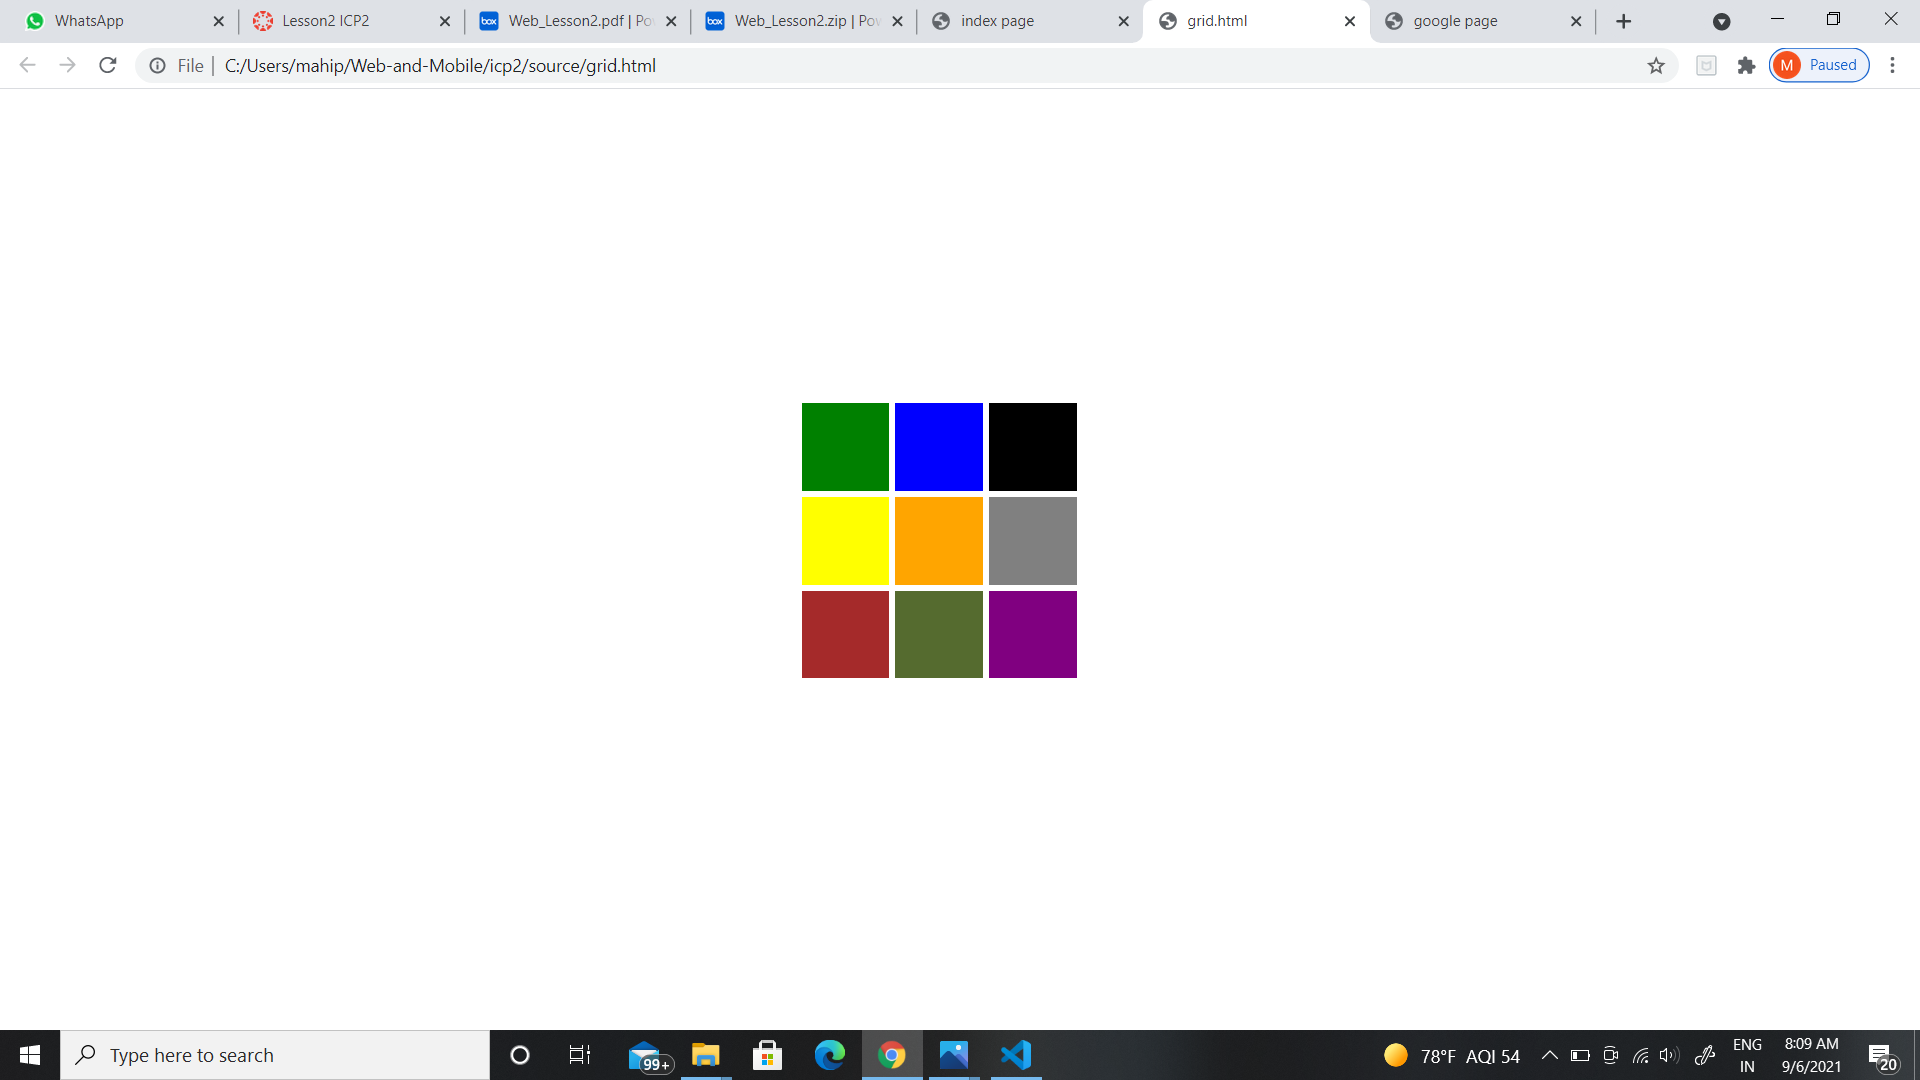 WhatsApp
Lesson2 ICP2
box Web_Lesson2.pdf | Po
box Web_Lesson2.zip | Pow
index page
grid.html
google page
File | C:/Users/mahip/Web-and-Mobile/icp2/source/grid.html
M Paused
Type here to search
99+
78°F AQI 54
ENG
IN
8:09 AM
9/6/2021
20